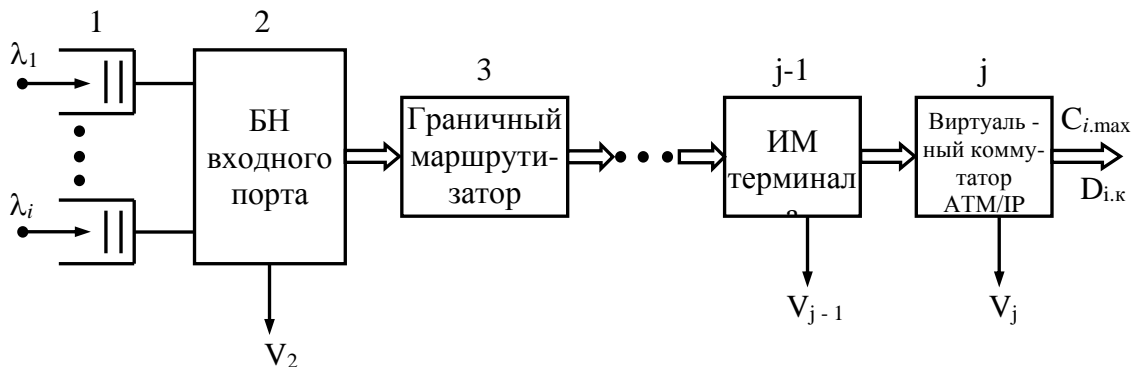 1
2
3
j-1
j
λ1
λi
БН
входного
порта
V2
Граничный
маршрути-
затор
ИМ
терминал
V j - 1
Виртуаль -
ный комму-
татор
АТМ/IP
Vj
Ci.max
Di.к